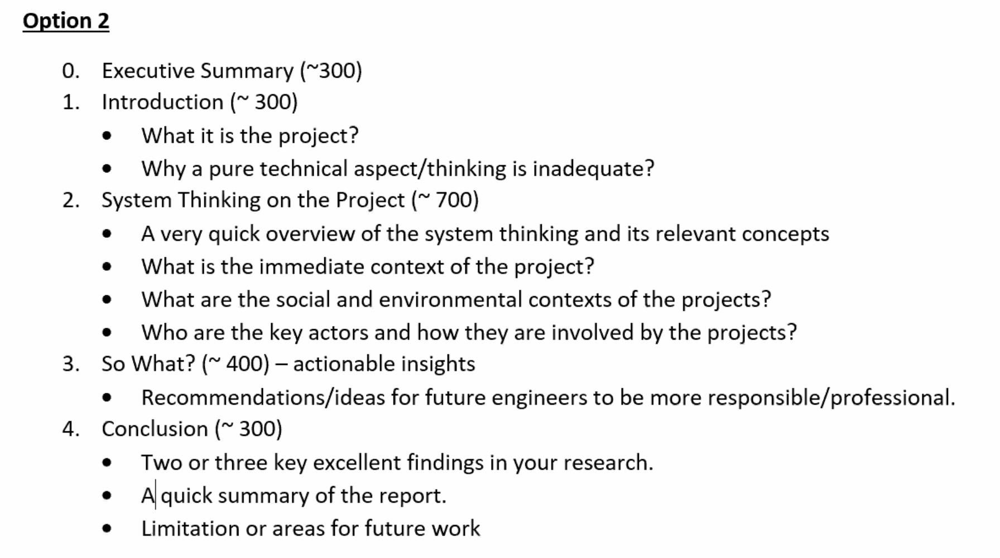 Option 2
0. Executive Summary (~300)
1. Introduction (~ 300)
• What it is the project?
• Why a pure technical aspect/thinking is inadequate?
2. System Thinking on the Project (~ 700)
• A very quick overview of the system thinking and its relevant concepts
• What is the immediate context of the project?
• What are the social and environmental contexts of the projects?
• Who are the key actors and how they are involved by the projects?
3. So What? (~ 400) – actionable insights
• Recommendations/ideas for future engineers to be more responsible/professional.
4. Conclusion (~ 300)
• Two or three key excellent findings in your research.
• A quick summary of the report.
• Limitation or areas for future work